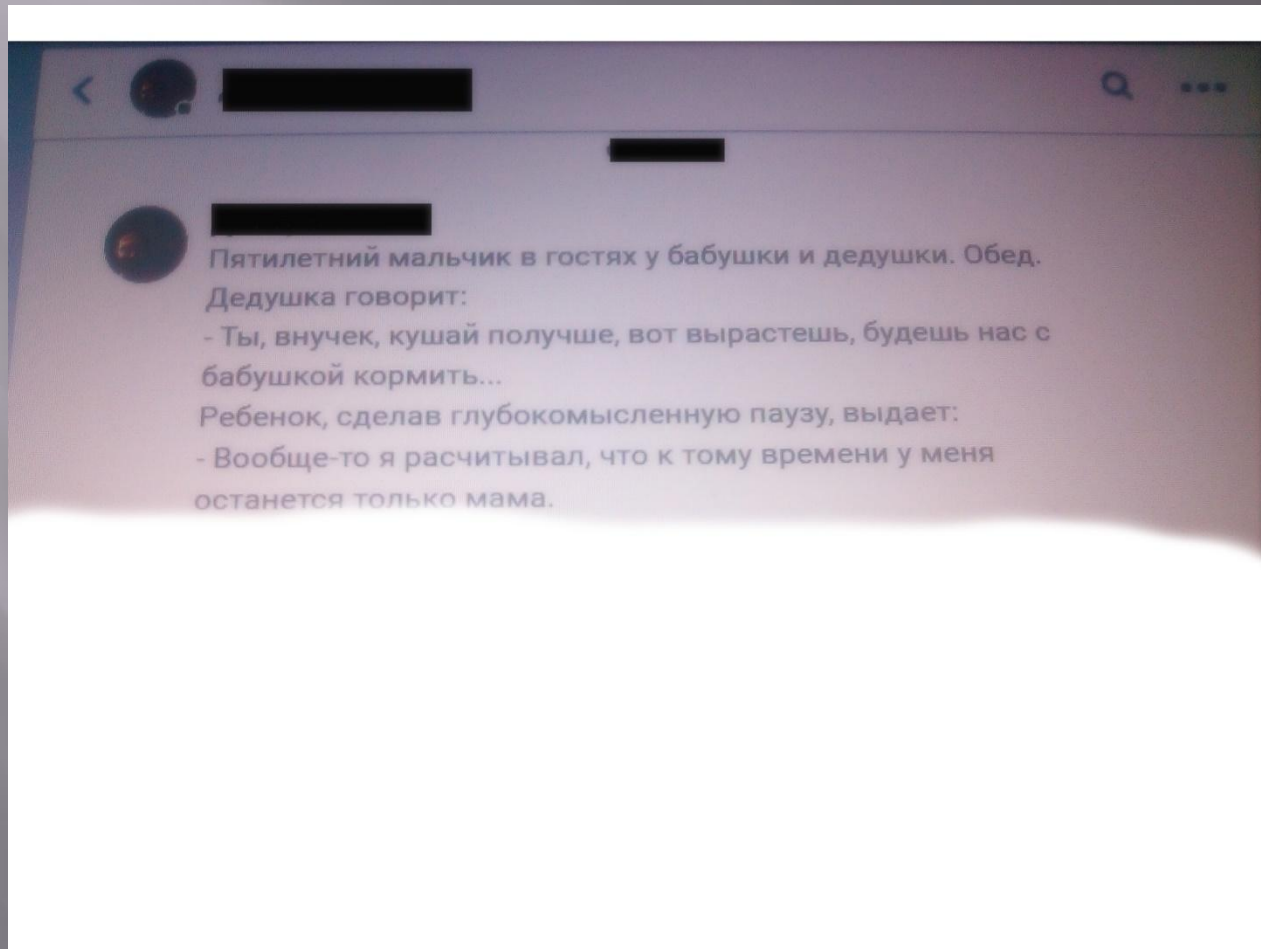 Пятилетний мальчик в гостях у бабушки и дедушки. Обед.
Дедушка говорит:
- Ты, внучек, кушай получше, вот вырастешь, будешь нас с
бабушкой кормить...
Ребенок, сделав глубокомысленную паузу, выдает:
- Вообще-то я расчитывал, что к тому времени у меня
останется только мама.